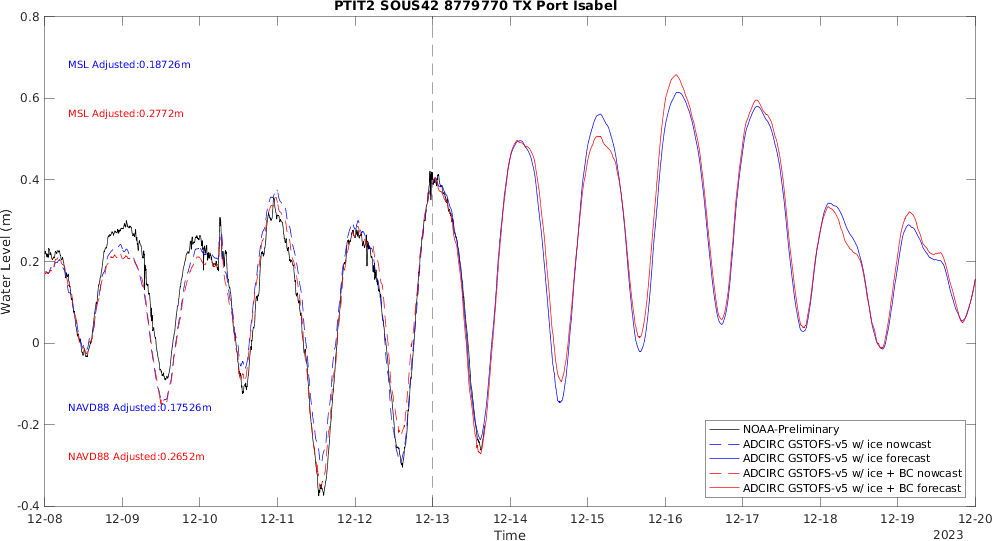 PTIT2 SOUS42 8779770 TX Port Isabel
0.8
0.6
0.4
0.2
0
-0.2
-0.4
Water Level (m)
MSL Adjusted:0.18726m
MSL Adjusted:0.2772m
NAVD88 Adjusted:0.17526m
NAVD88 Adjusted:0.2652m
NOAA-Preliminary
ADCIRC GSTOFS-v5 w/ ice nowcast
ADCIRC GSTOFS-v5 w/ ice forecast
ADCIRC GSTOFS-v5 w/ ice + BC nowcast
ADCIRC GSTOFS-v5 w/ ice + BC forecast
12-08 12-09 12-10 12-11 12-12 12-13 12-14 12-15 12-16 12-17 12-18 12-19 12-20
Time
2023